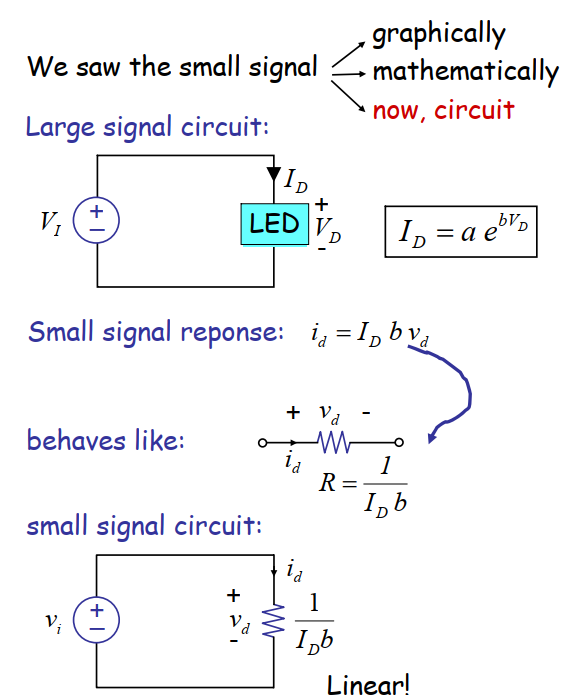 graphically
We saw the small signal mathematically
now, circuit
Large signal circuit:
I_D
+
V_I + − LED V_D I_D = a e^{bV_D}
-
Small signal reponse: i_d = I_D b v_d
+ v_d -
behaves like:
i_d R = 1 / I_D b
small signal circuit:
i_d
+
v_i + − v_d 1 / I_D b
-
Linear!